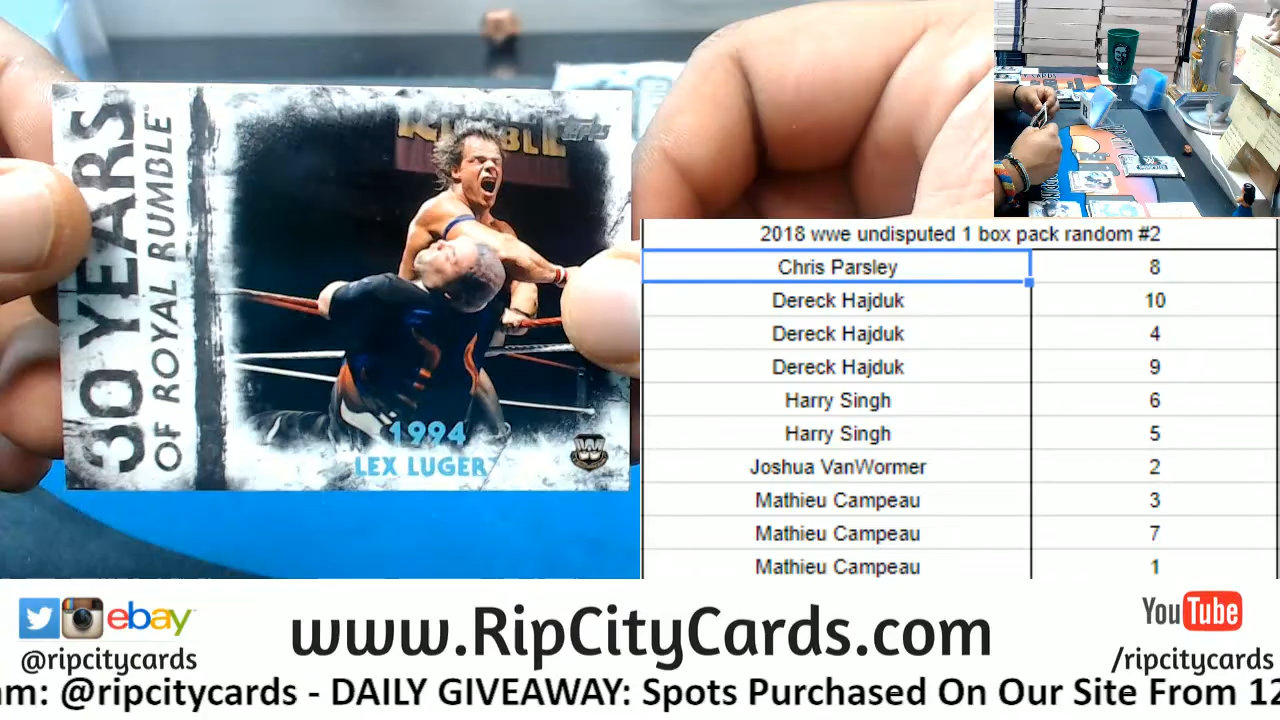 30 YEARS
OF ROYAL RUMBLE
Topps
1994
LEX LUGER
2018 wwe undisputed 1 box pack random #2
Chris Parsley 8
Dereck Hajduk 10
Dereck Hajduk 4
Dereck Hajduk 9
Harry Singh 6
Harry Singh 5
Joshua VanWormer 2
Mathieu Campeau 3
Mathieu Campeau 7
Mathieu Campeau 1
ebay
@ripcitycards
www.RipCityCards.com
YouTube
/ripcitycards
am: @ripcitycards - DAILY GIVEAWAY: Spots Purchased On Our Site From 12